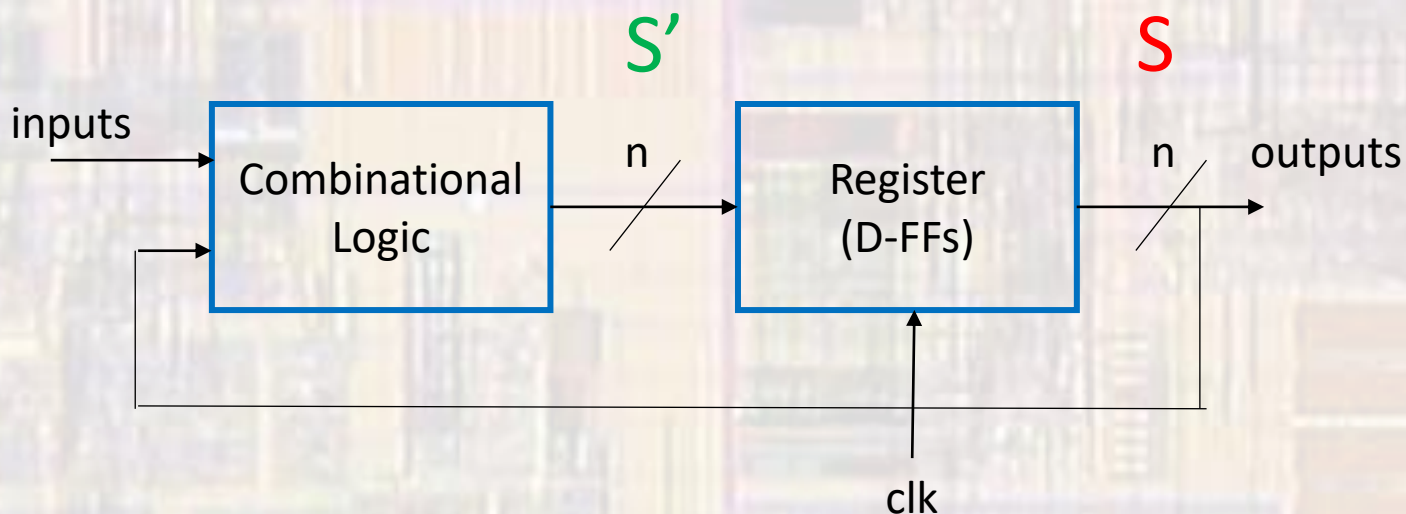 S’
S
inputs
Combinational
Logic
n
Register
(D-FFs)
n
outputs
clk